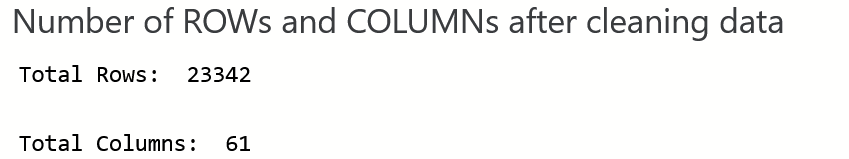 Number of ROWs and COLUMNs after cleaning data
Total Rows:  23342
Total Columns:  61